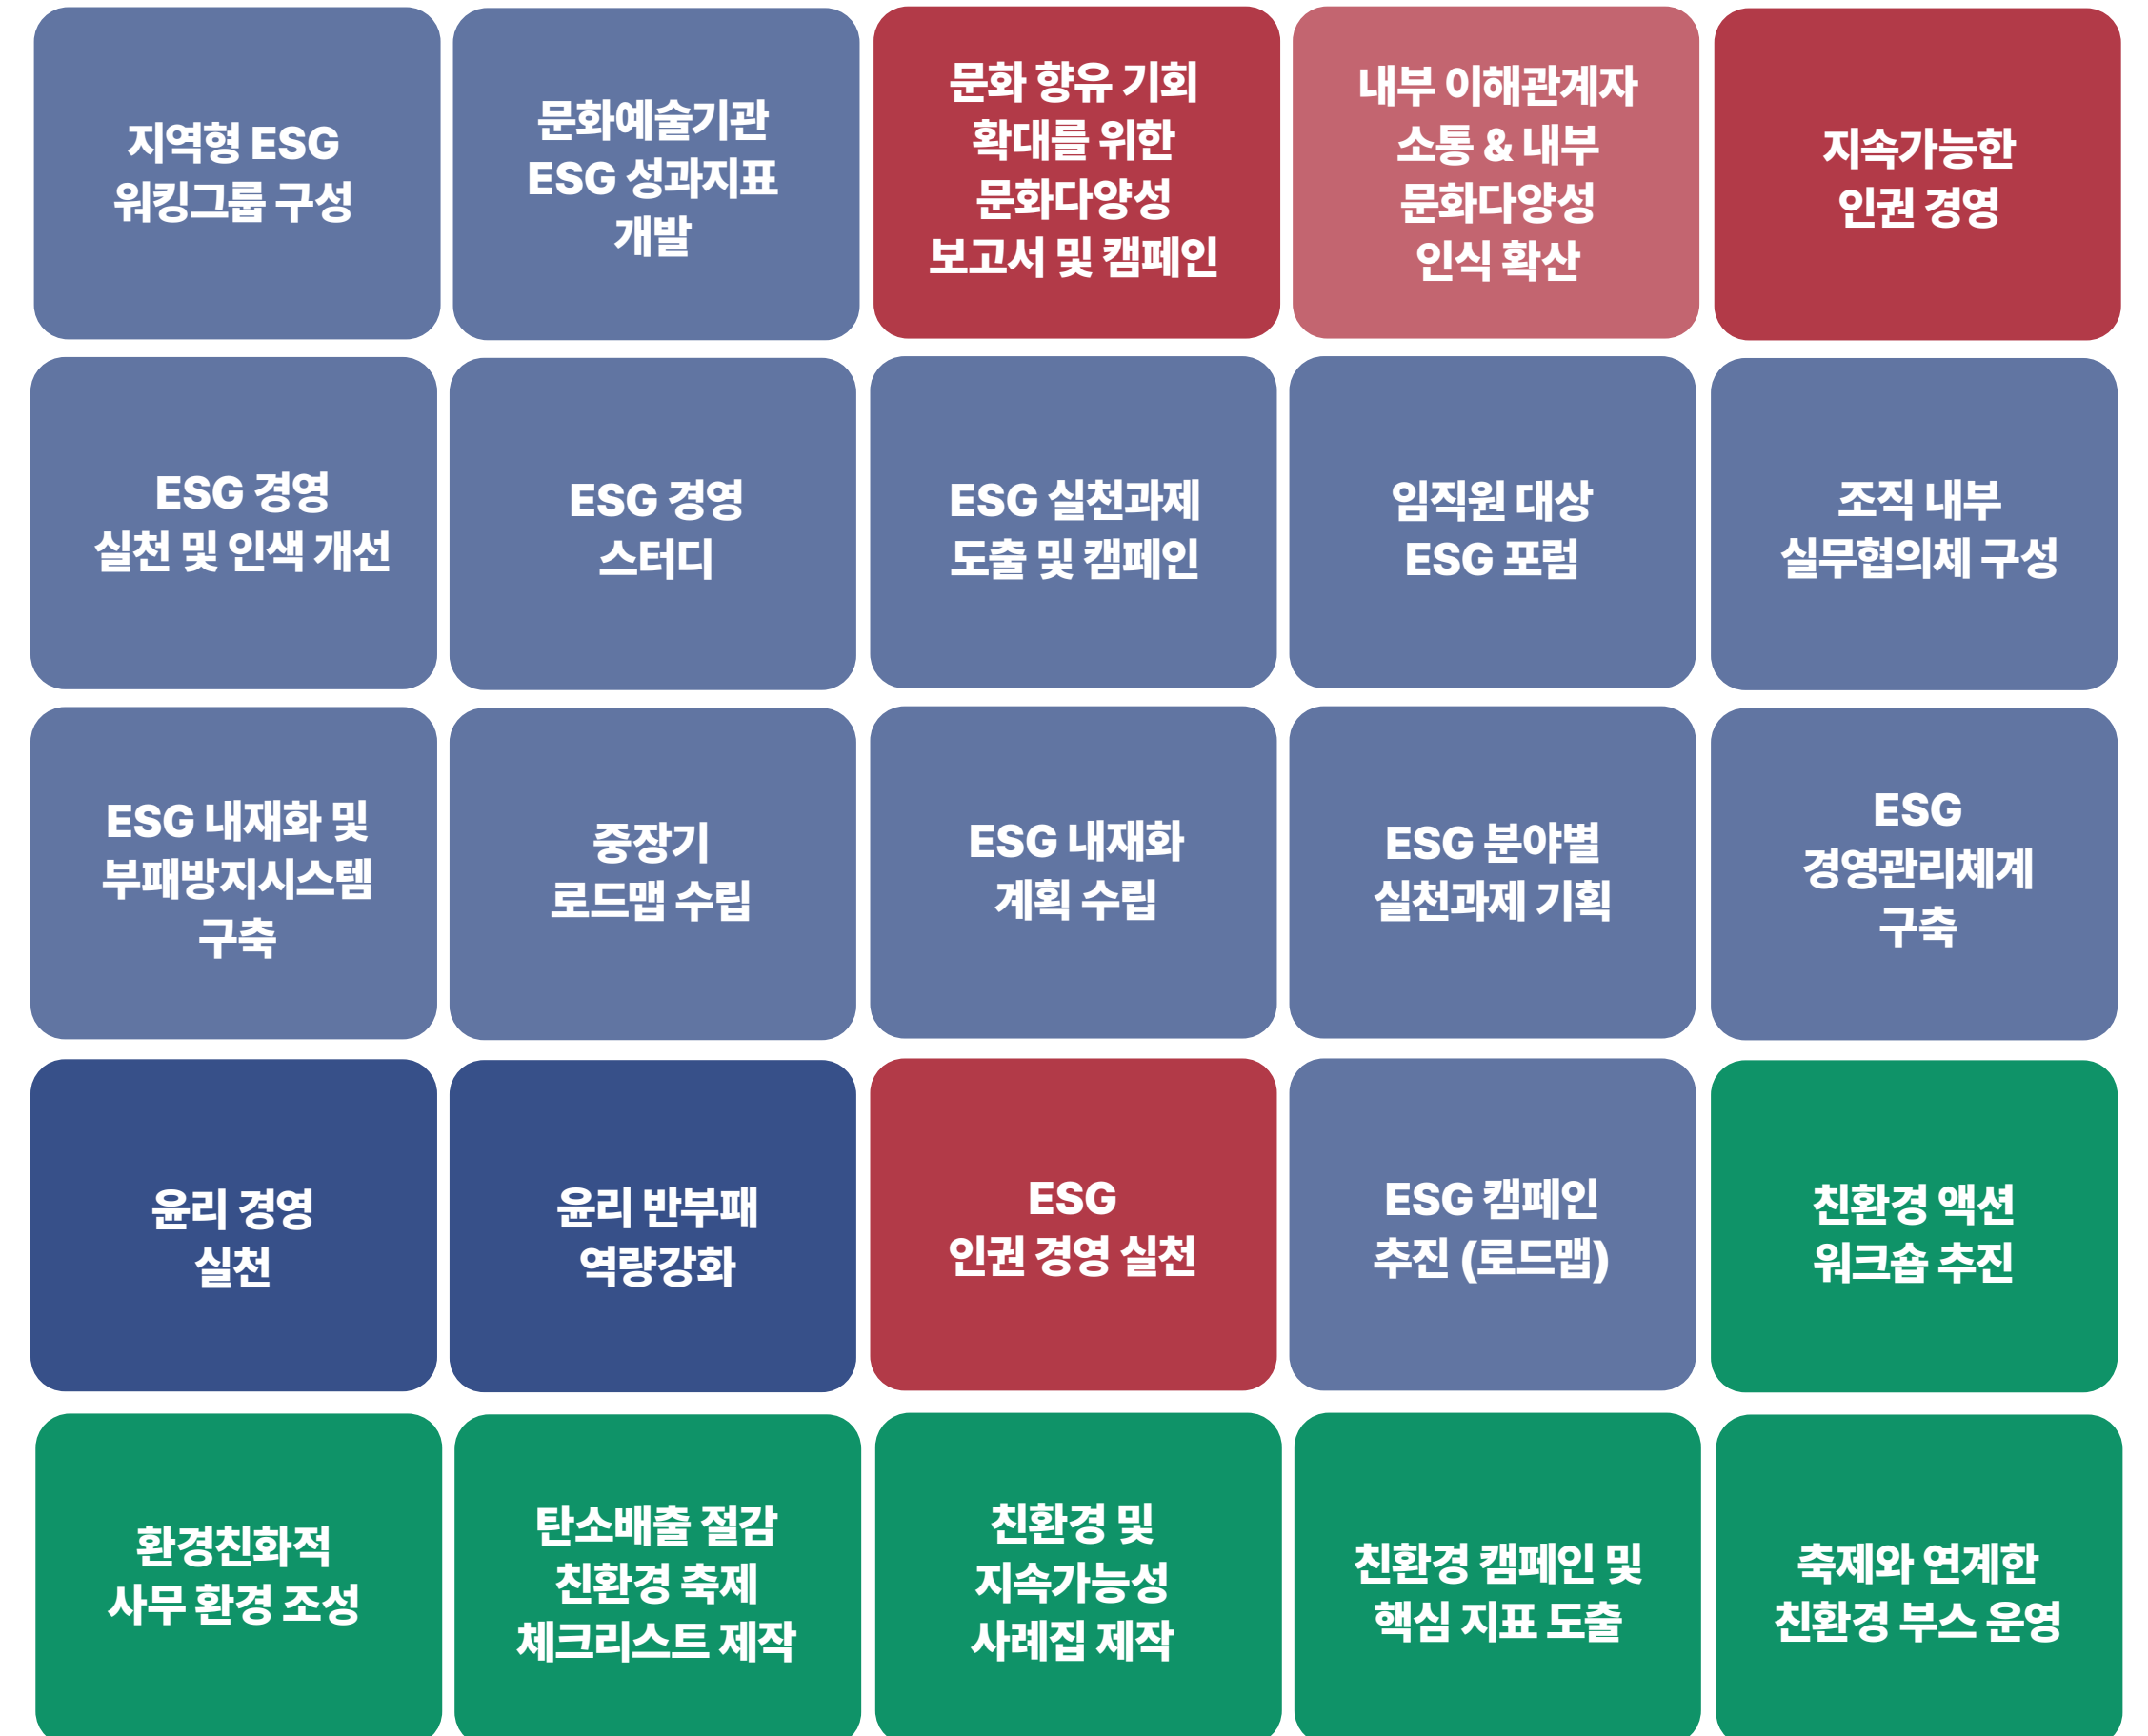 지역형 ESG
워킹그룹 구성
문화예술기관
ESG 성과지표
개발
문화 향유 기회
확대를 위한
문화다양성
보고서 및 캠페인
내부 이해관계자
소통 & 내부
문화다양성
인식 확산
지속가능한
인권 경영
ESG 경영
실천 및 인색 개선
ESG 경영
스터디
ESG 실천과제
도출 및 캠페인
임직원 대상
ESG 포럼
조직 내부
실무협의체 구성
ESG 내재화 및
부패방지시스템
구축
중장기
로드맵 수립
ESG 내재화
계획 수립
ESG 분야별
실천과제 기획
ESG
경영관리체계
구축
윤리 경영
실천
윤리 반부패
역량강화
ESG
인권 경영 실천
ESG 캠페인
추진 (로드맵)
친환경 액션
워크숍 추진
환경친화적
사무 환경 조성
탄소배출 절감
친환경 축제
체크리스트 제작
친환경 및
지속가능성
사례집 제작
친환경 캠페인 및
핵심 지표 도출
축제와 연계한
친환경 부스 운영